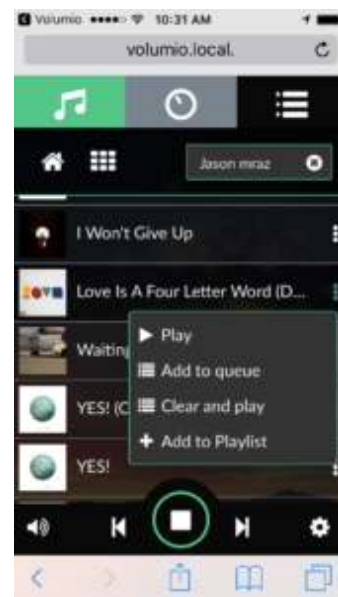 Volumio 10:31 AM
volumio.local.
Jason mraz
I Won't Give Up
LOVE
Love Is A Four Letter Word (D...
Play
Waiting
Add to queue
YES! (C
Clear and play
Add to Playlist
YES!